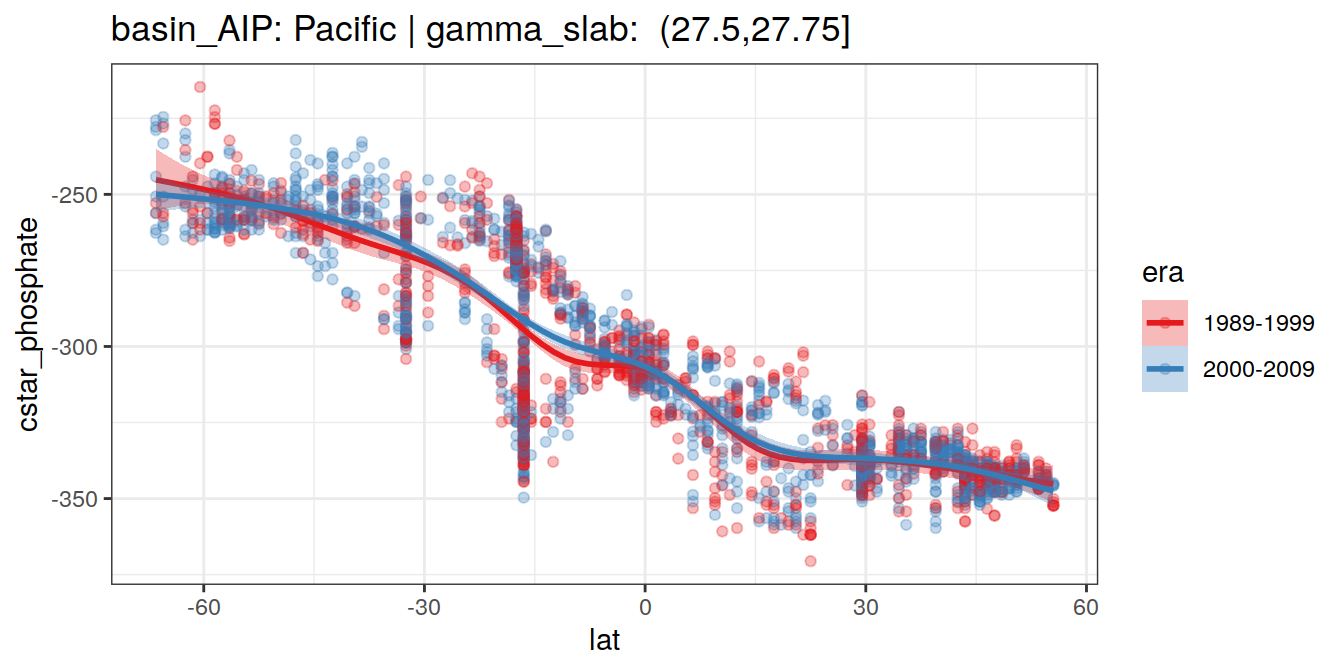 basin_AIP: Pacific | gamma_slab:  (27.5,27.75]
cstar_phosphate
-250
-300
-350
-60
-30
0
30
60
lat
era
1989-1999
2000-2009